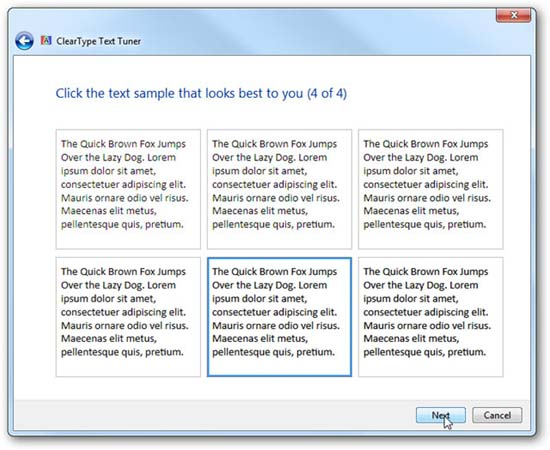 ClearType Text Tuner
Click the text sample that looks best to you (4 of 4)
The Quick Brown Fox Jumps
Over the Lazy Dog. Lorem
ipsum dolor sit amet,
consectetuer adipiscing elit.
Mauris ornare odio vel risus.
Maecenas elit metus,
pellentesque quis, pretium.
The Quick Brown Fox Jumps
Over the Lazy Dog. Lorem
ipsum dolor sit amet,
consectetuer adipiscing elit.
Mauris ornare odio vel risus.
Maecenas elit metus,
pellentesque quis, pretium.
The Quick Brown Fox Jumps
Over the Lazy Dog. Lorem
ipsum dolor sit amet,
consectetuer adipiscing elit.
Mauris ornare odio vel risus.
Maecenas elit metus,
pellentesque quis, pretium.
The Quick Brown Fox Jumps
Over the Lazy Dog. Lorem
ipsum dolor sit amet,
consectetuer adipiscing elit.
Mauris ornare odio vel risus.
Maecenas elit metus,
pellentesque quis, pretium.
The Quick Brown Fox Jumps
Over the Lazy Dog. Lorem
ipsum dolor sit amet,
consectetuer adipiscing elit.
Mauris ornare odio vel risus.
Maecenas elit metus,
pellentesque quis, pretium.
The Quick Brown Fox Jumps
Over the Lazy Dog. Lorem
ipsum dolor sit amet,
consectetuer adipiscing elit.
Mauris ornare odio vel risus.
Maecenas elit metus,
pellentesque quis, pretium.
Next Cancel